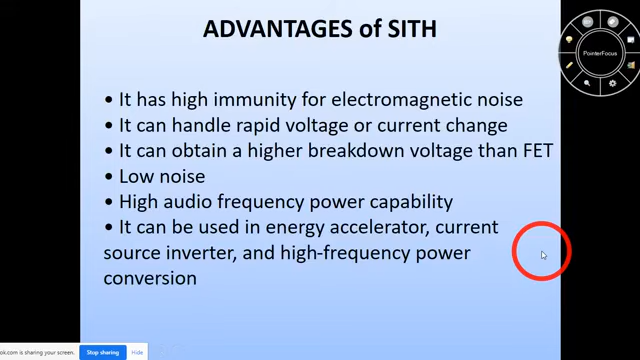 ADVANTAGES of SITH
PointerFocus
• It has high immunity for electromagnetic noise
• It can handle rapid voltage or current change
• It can obtain a higher breakdown voltage than FET
• Low noise
• High audio frequency power capability
• It can be used in energy accelerator, current
source inverter, and high-frequency power
conversion
ok.com is sharing your screen.
Stop sharing
Hide